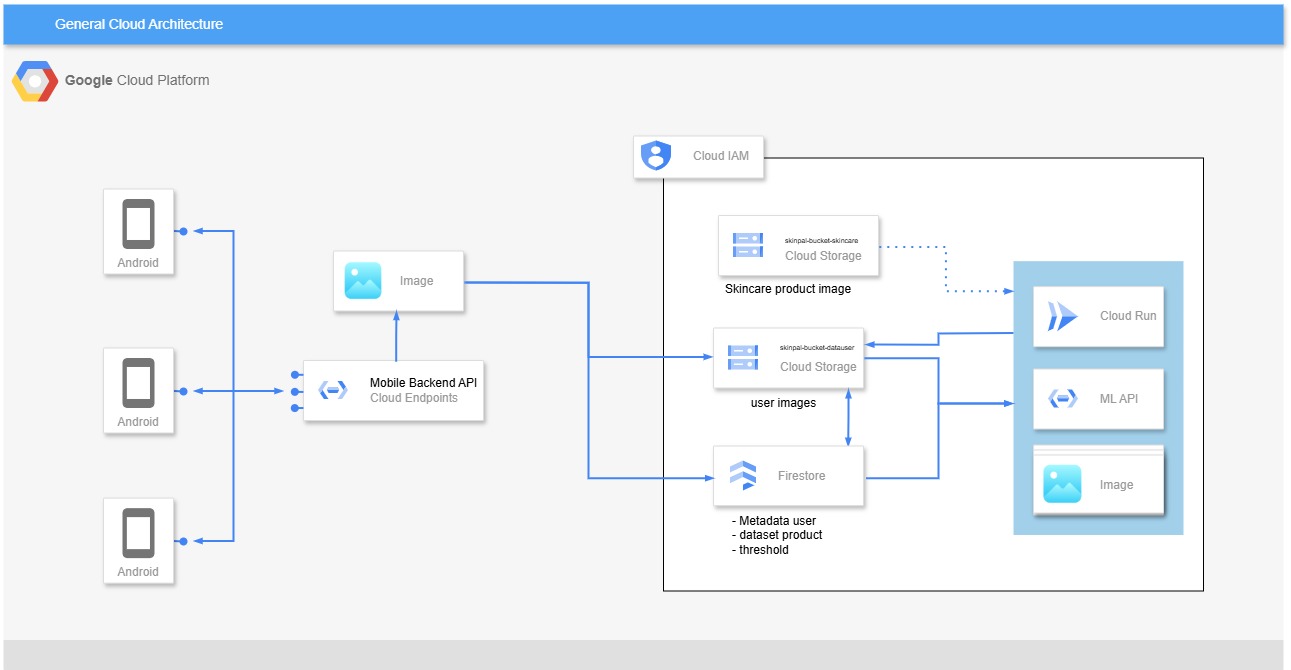 General Cloud Architecture
Google Cloud Platform
Cloud IAM
Android
Android
Android
Image
Mobile Backend API
Cloud Endpoints
skinpal-bucket-skincare
Cloud Storage
Skincare product image
skinpal-bucket-datauser
Cloud Storage
user images
Firestore
- Metadata user
- dataset product
- threshold
Cloud Run
ML API
Image